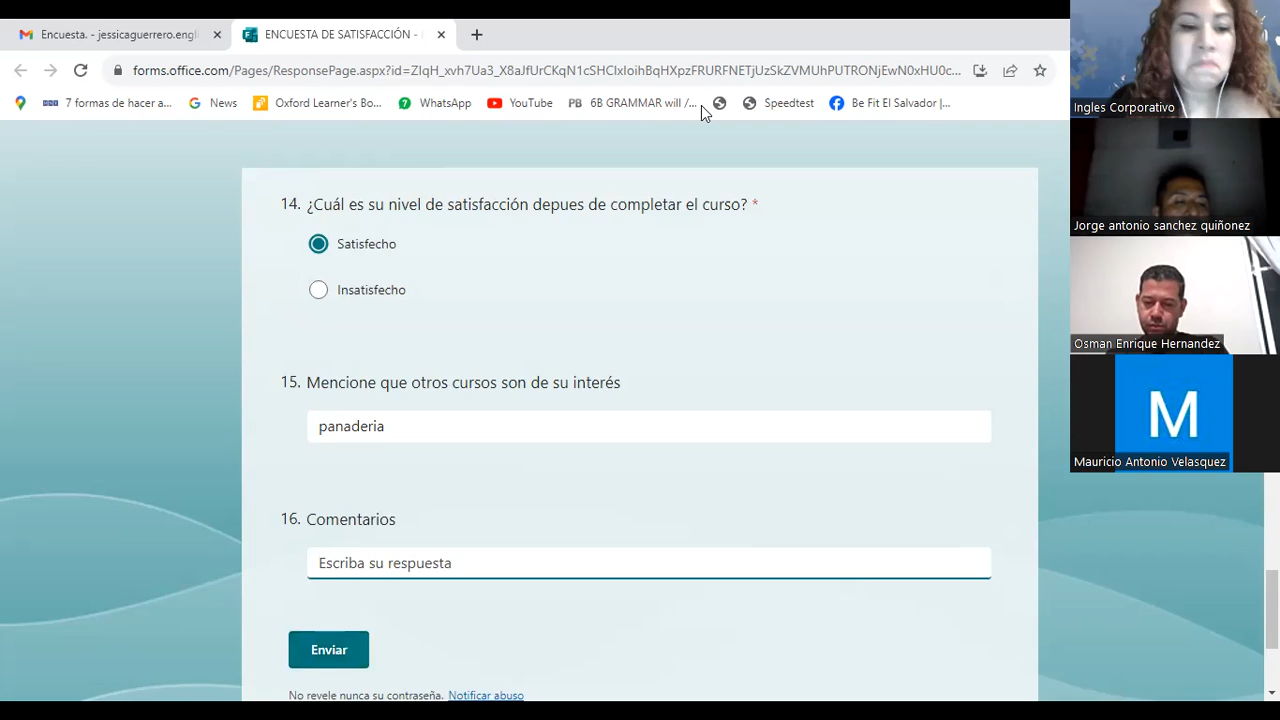 Encuesta. - jessicaguerrero.engl
ENCUESTA DE SATISFACCIÓN -
forms.office.com/Pages/ResponsePage.aspx?id=ZIqH_xvh7Ua3_X8aJfUrCKqN1cSHCIxIoihBqHXpzFRURFNETjUzSkZVMUhPUTRONjEwN0xHU0c...
7 formas de hacer a...
News
Oxford Learner's Bo...
WhatsApp
YouTube
PB 6B GRAMMAR will /...
Speedtest
Be Fit El Salvador |...
14. ¿Cuál es su nivel de satisfacción depues de completar el curso? *
Satisfecho
Insatisfecho
15. Mencione que otros cursos son de su interés
panaderia
16. Comentarios
Escriba su respuesta
Enviar
No revele nunca su contraseña. Notificar abuso
Ingles Corporativo
Jorge antonio sanchez quiñonez
Osman Enrique Hernandez
M
Mauricio Antonio Velasquez